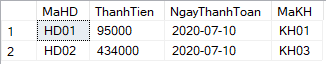 MaHD ThanhTien NgayThanhToan MaKH
1 HD01 95000 2020-07-10 KH01
2 HD02 434000 2020-07-10 KH03